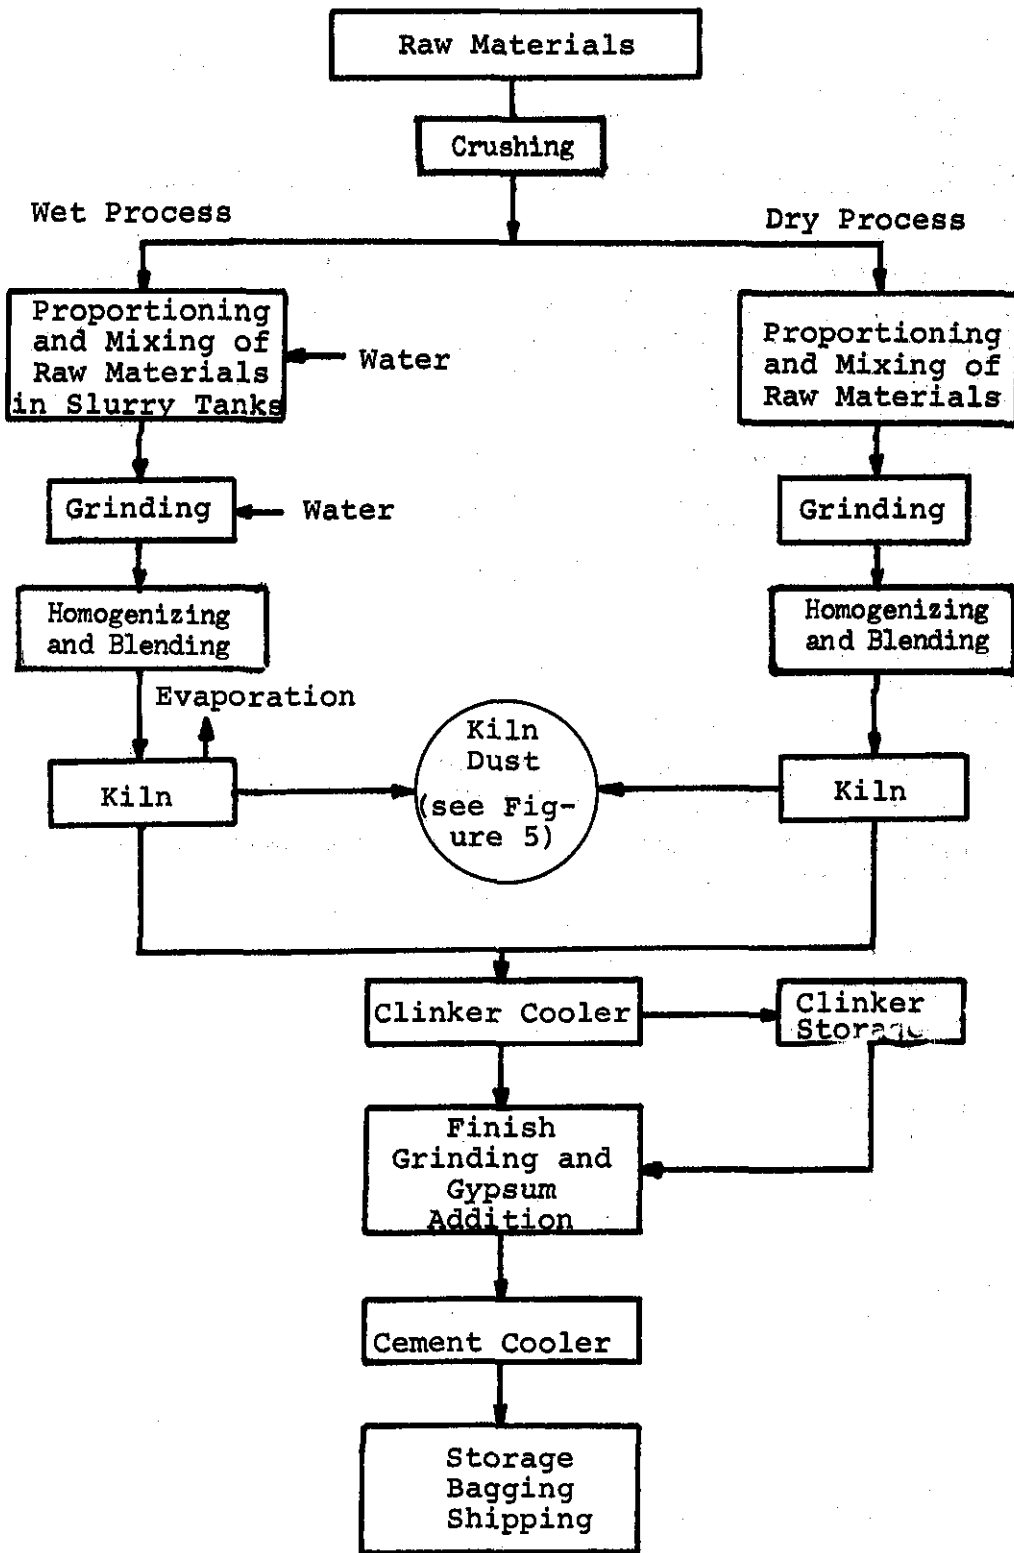 Raw Materials
Crushing
Wet Process
Dry Process
Proportioning
and Mixing of
Raw Materials
in Slurry Tanks
Water
Proportioning
and Mixing of
Raw Materials
Grinding
Water
Grinding
Homogenizing
and Blending
Homogenizing
and Blending
Evaporation
Kiln
Kiln
Dust
(see Fig-
ure 5)
Kiln
Clinker Cooler
Clinker
Storage
Finish
Grinding and
Gypsum
Addition
Cement Cooler
Storage
Bagging
Shipping